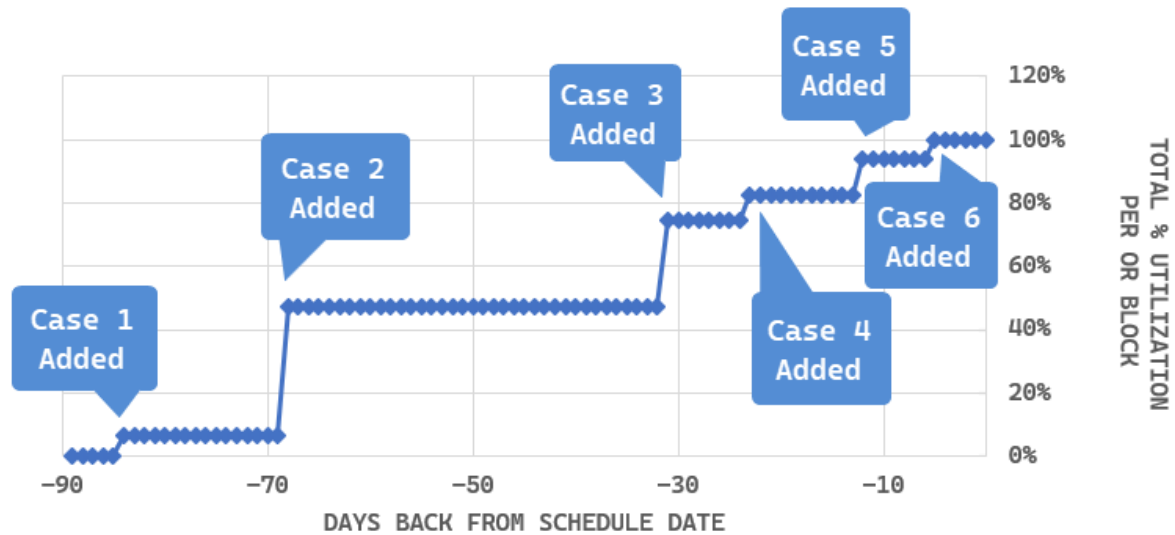 Case 5
Added
Case 3
Added
Case 2
Added
Case 1
Added
Case 6
Added
Case 4
Added
120%
100%
80%
60%
40%
20%
0%
TOTAL % UTILIZATION
PER OR BLOCK
-90
-70
-50
-30
-10
DAYS BACK FROM SCHEDULE DATE